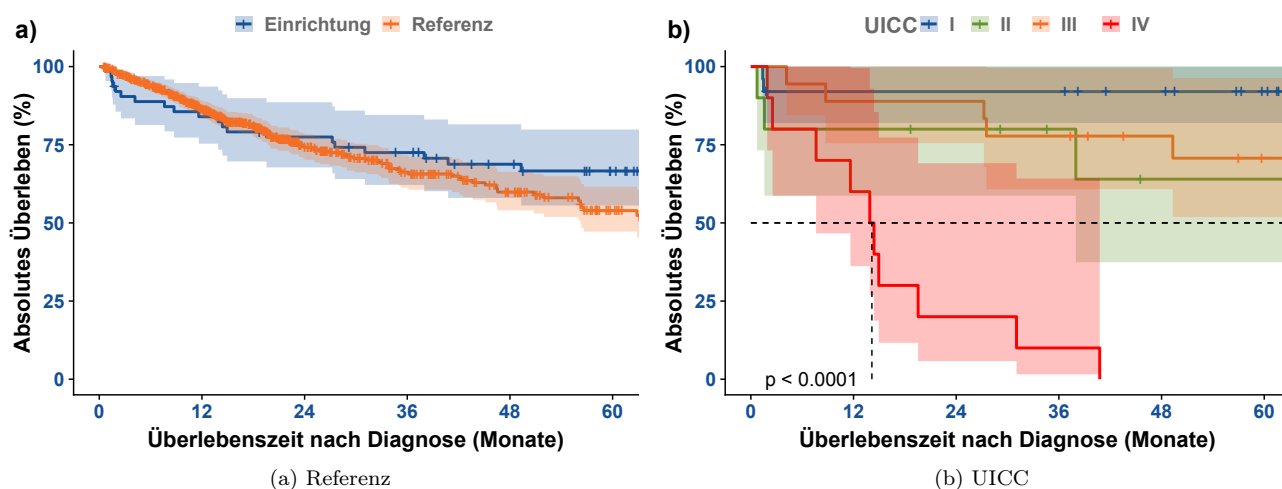 a)
Einrichtung Referenz
Absolutes Überleben (%)
100
75
50
25
0
0 12 24 36 48 60
Überlebenszeit nach Diagnose (Monate)
(a) Referenz
b)
UICC I II III IV
Absolutes Überleben (%)
100
75
50
25
0
p < 0.0001
0 12 24 36 48 60
Überlebenszeit nach Diagnose (Monate)
(b) UICC